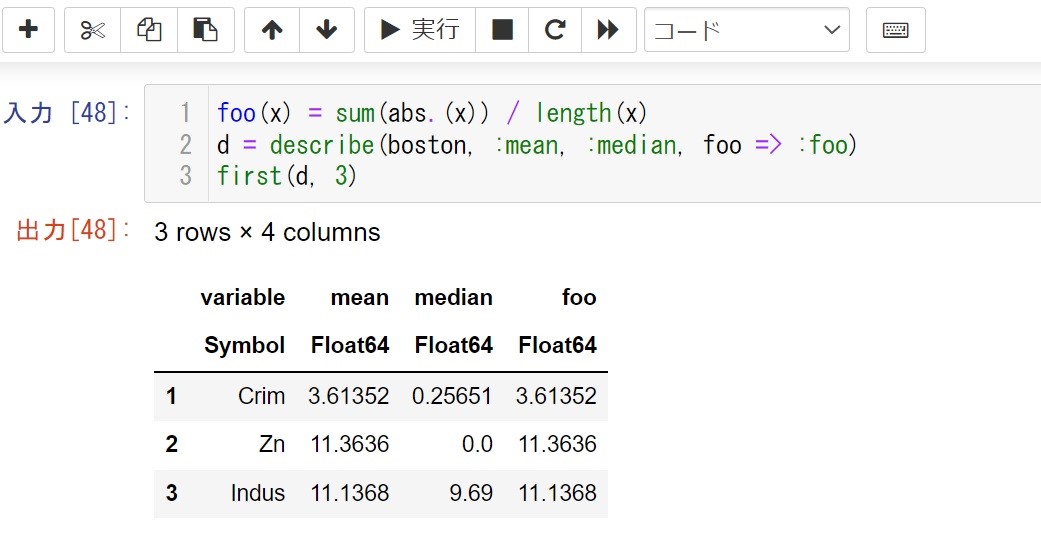 実行 コード
入力 [48]:
1 foo(x) = sum(abs.(x)) / length(x)
2 d = describe(boston, :mean, :median, foo => :foo)
3 first(d, 3)
出力[48]: 3 rows × 4 columns
variable mean median foo
Symbol Float64 Float64 Float64
1 Crim 3.61352 0.25651 3.61352
2 Zn 11.3636 0.0 11.3636
3 Indus 11.1368 9.69 11.1368